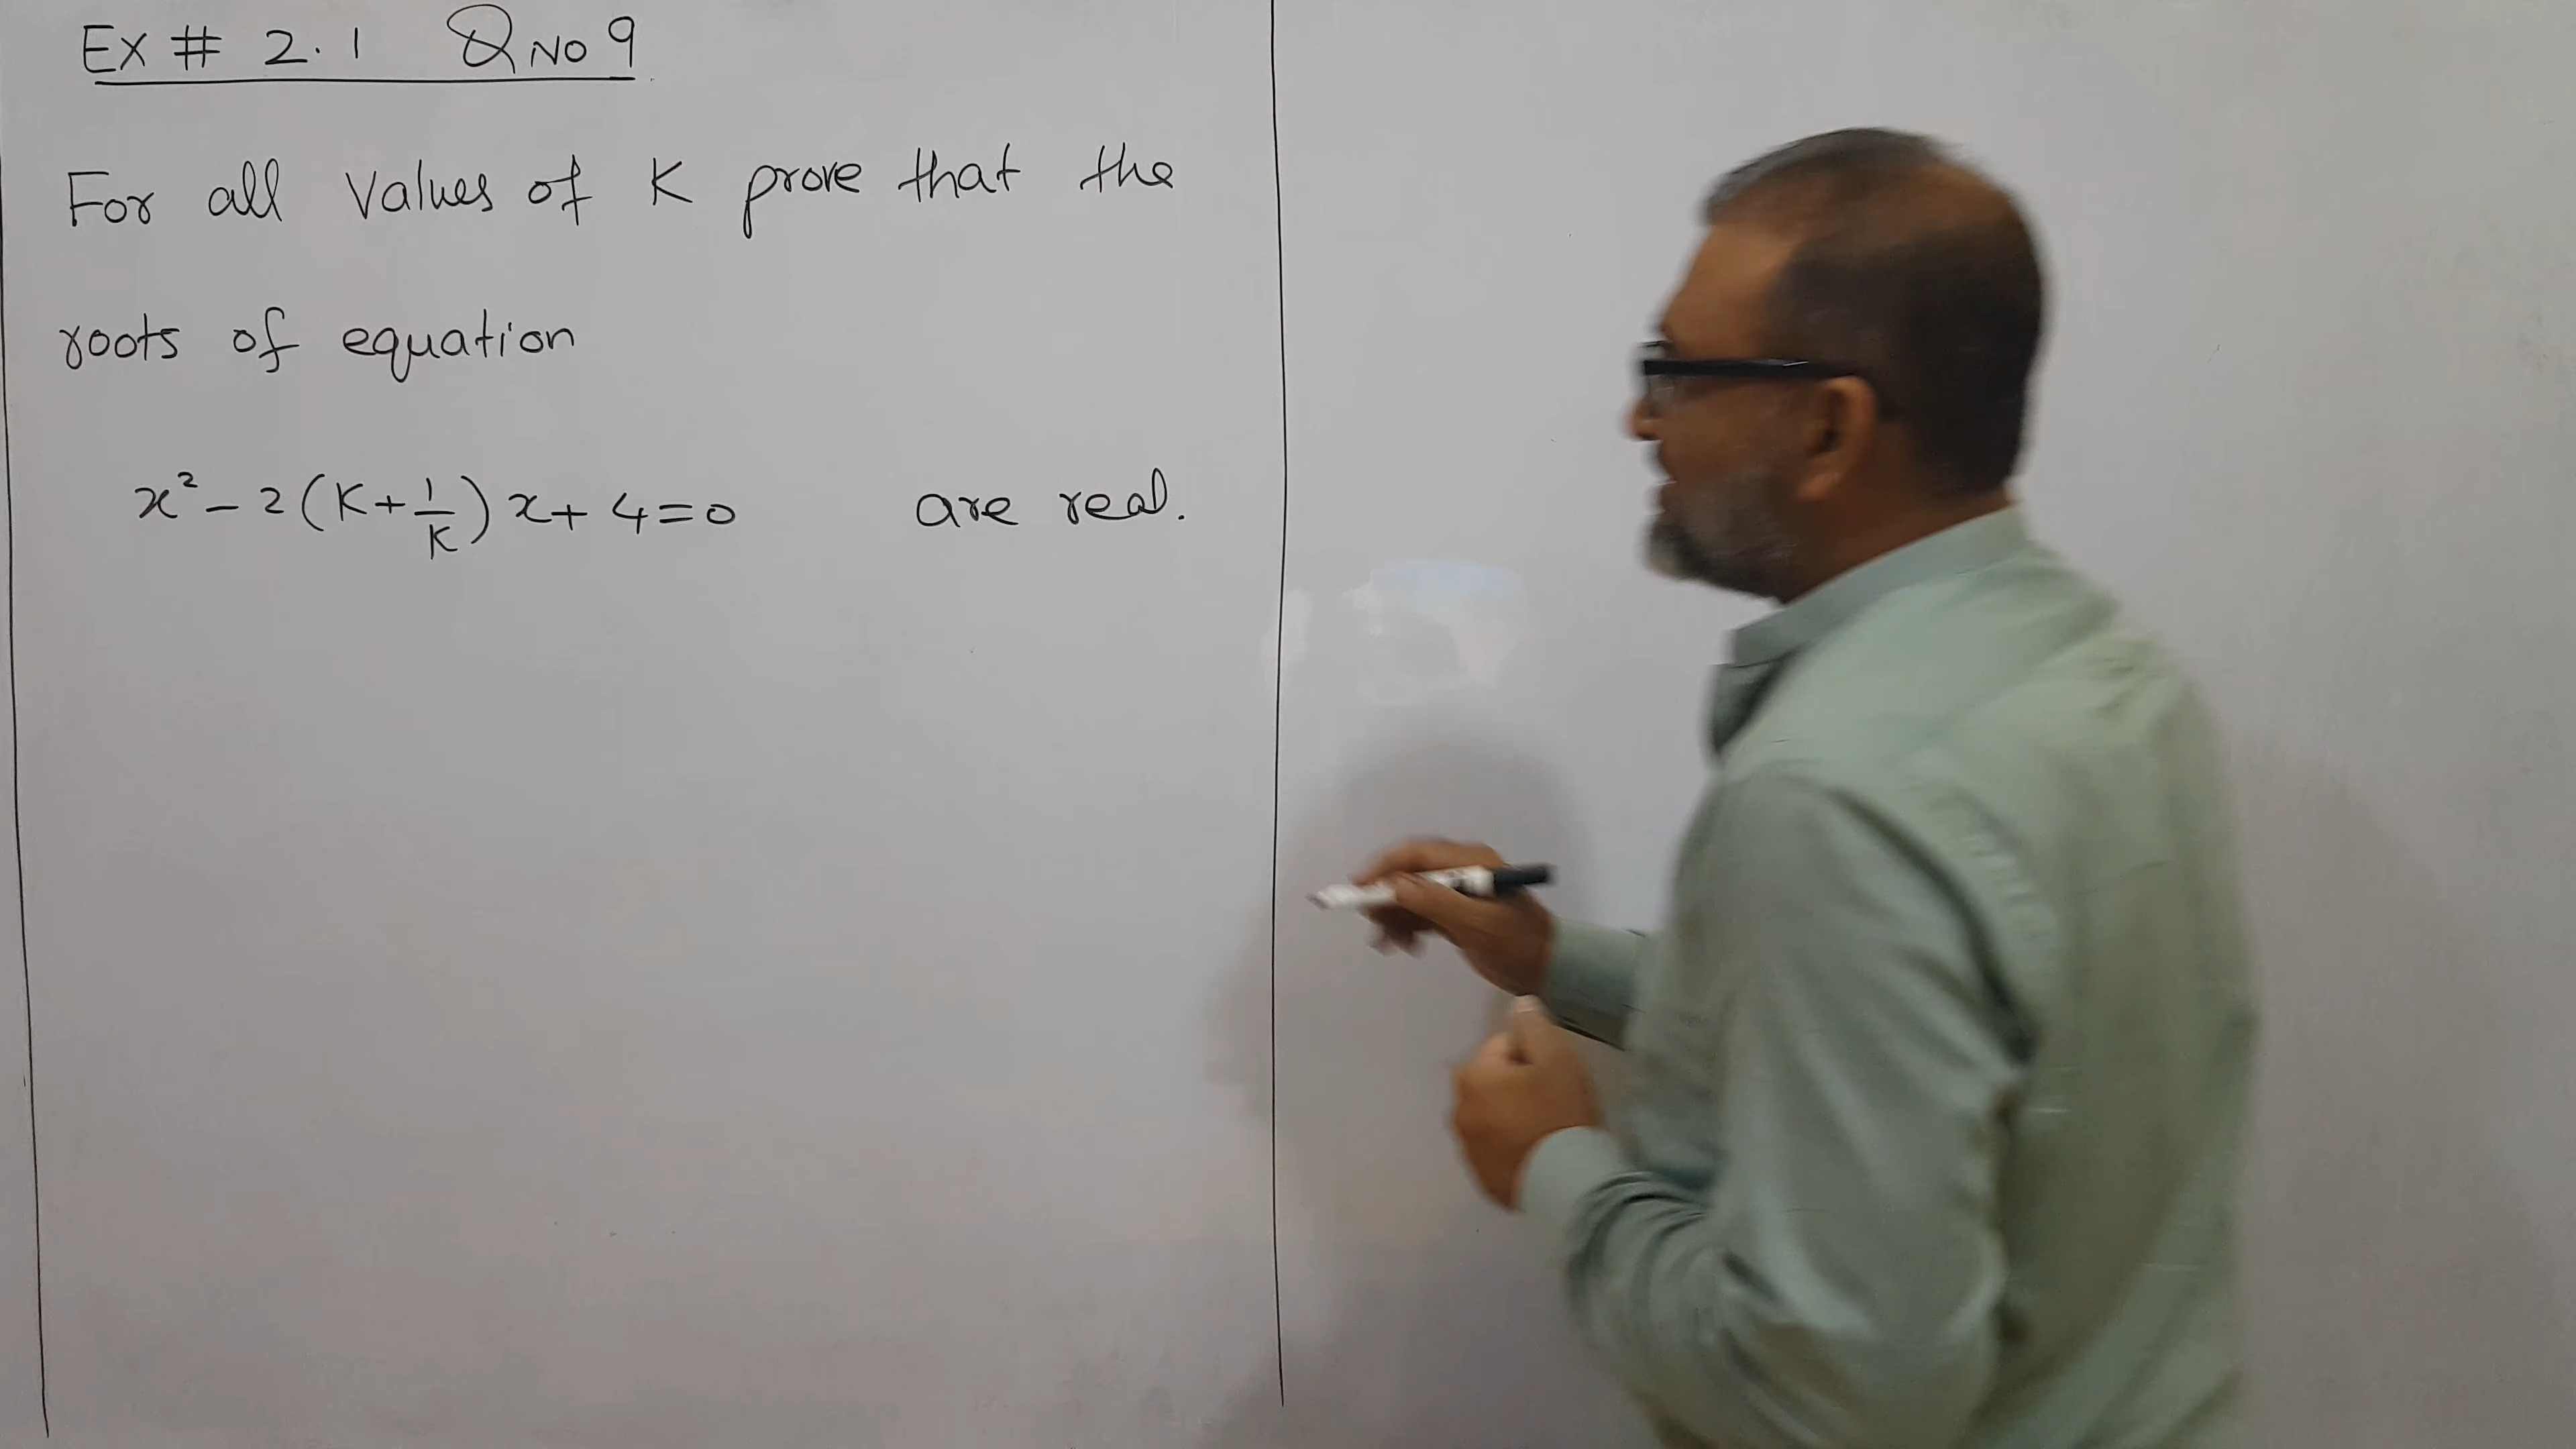 EX # 2.1 Q NO 9
For all values of K prove that the
roots of equation
x² - 2(K+1/K)x + 4 = 0 are real.